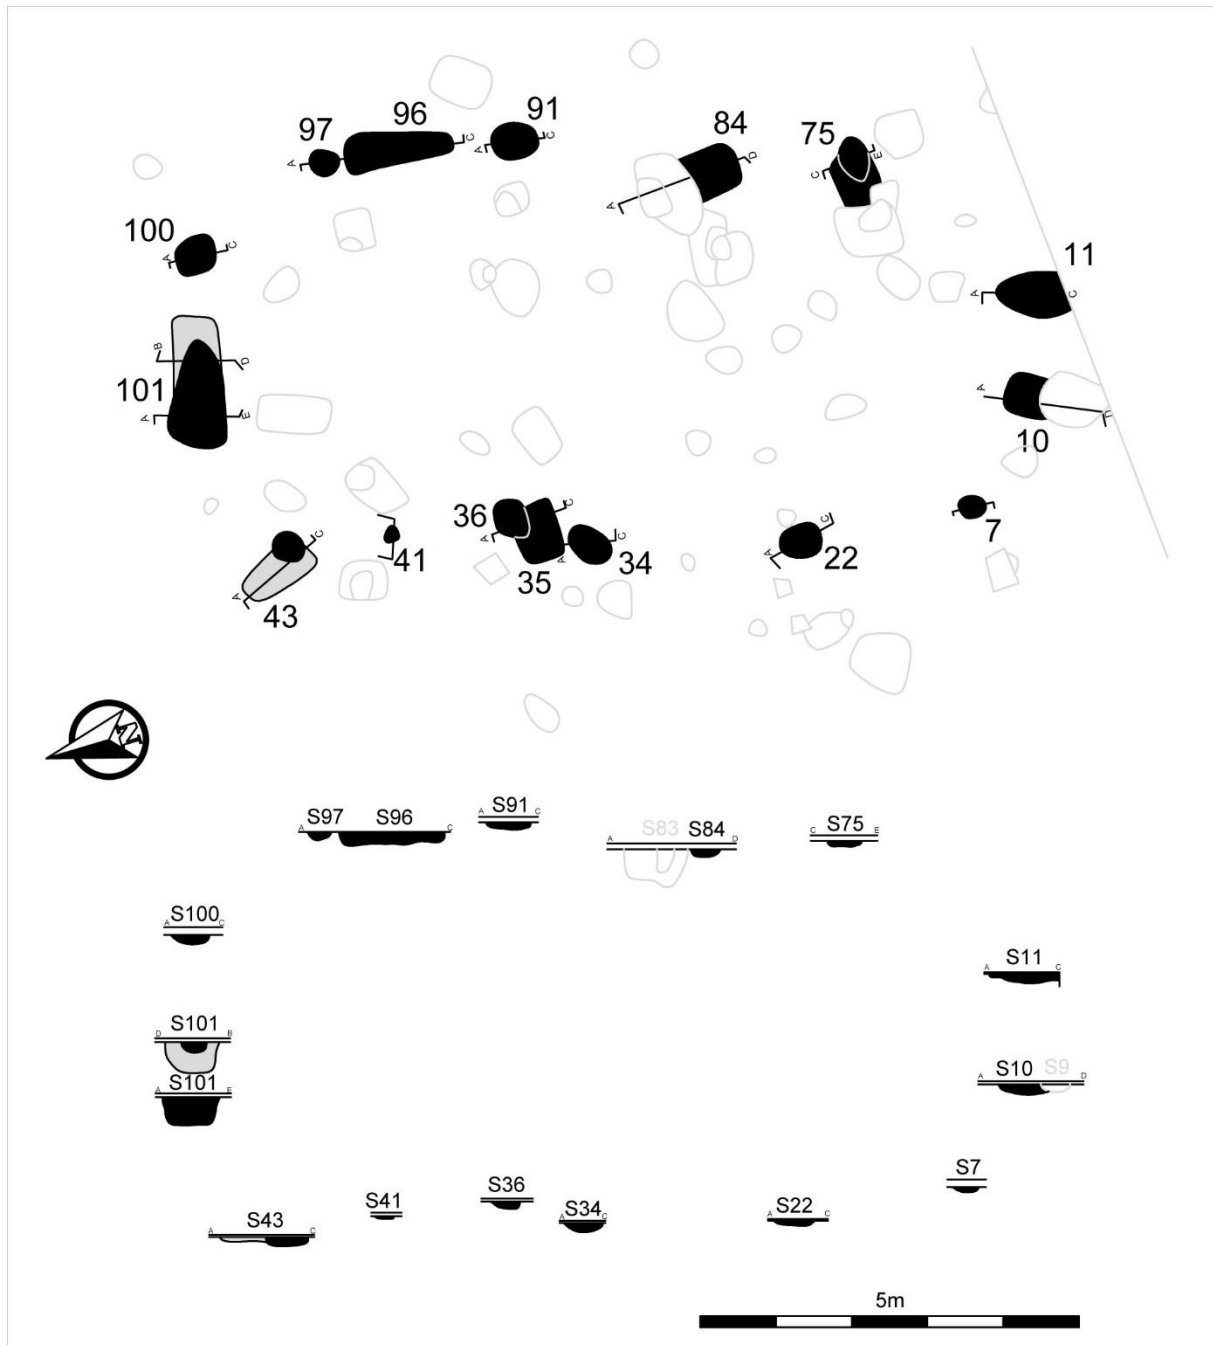 97 96 91 84 75
A C A C D E
A C
100
A C
11
A C
B D
101
A E
A D
10
36 C
A
C 41 35 A C 34 C 22 7
A A
43
N
S97 S96 S91 S83 S84 S75
A C A C A D C E
S100
A C
S11
A C
S101
D B
S101
A E
S10 S9
A D
S7
S36
S41 S34 S22
A C A C
S43
A C
5m